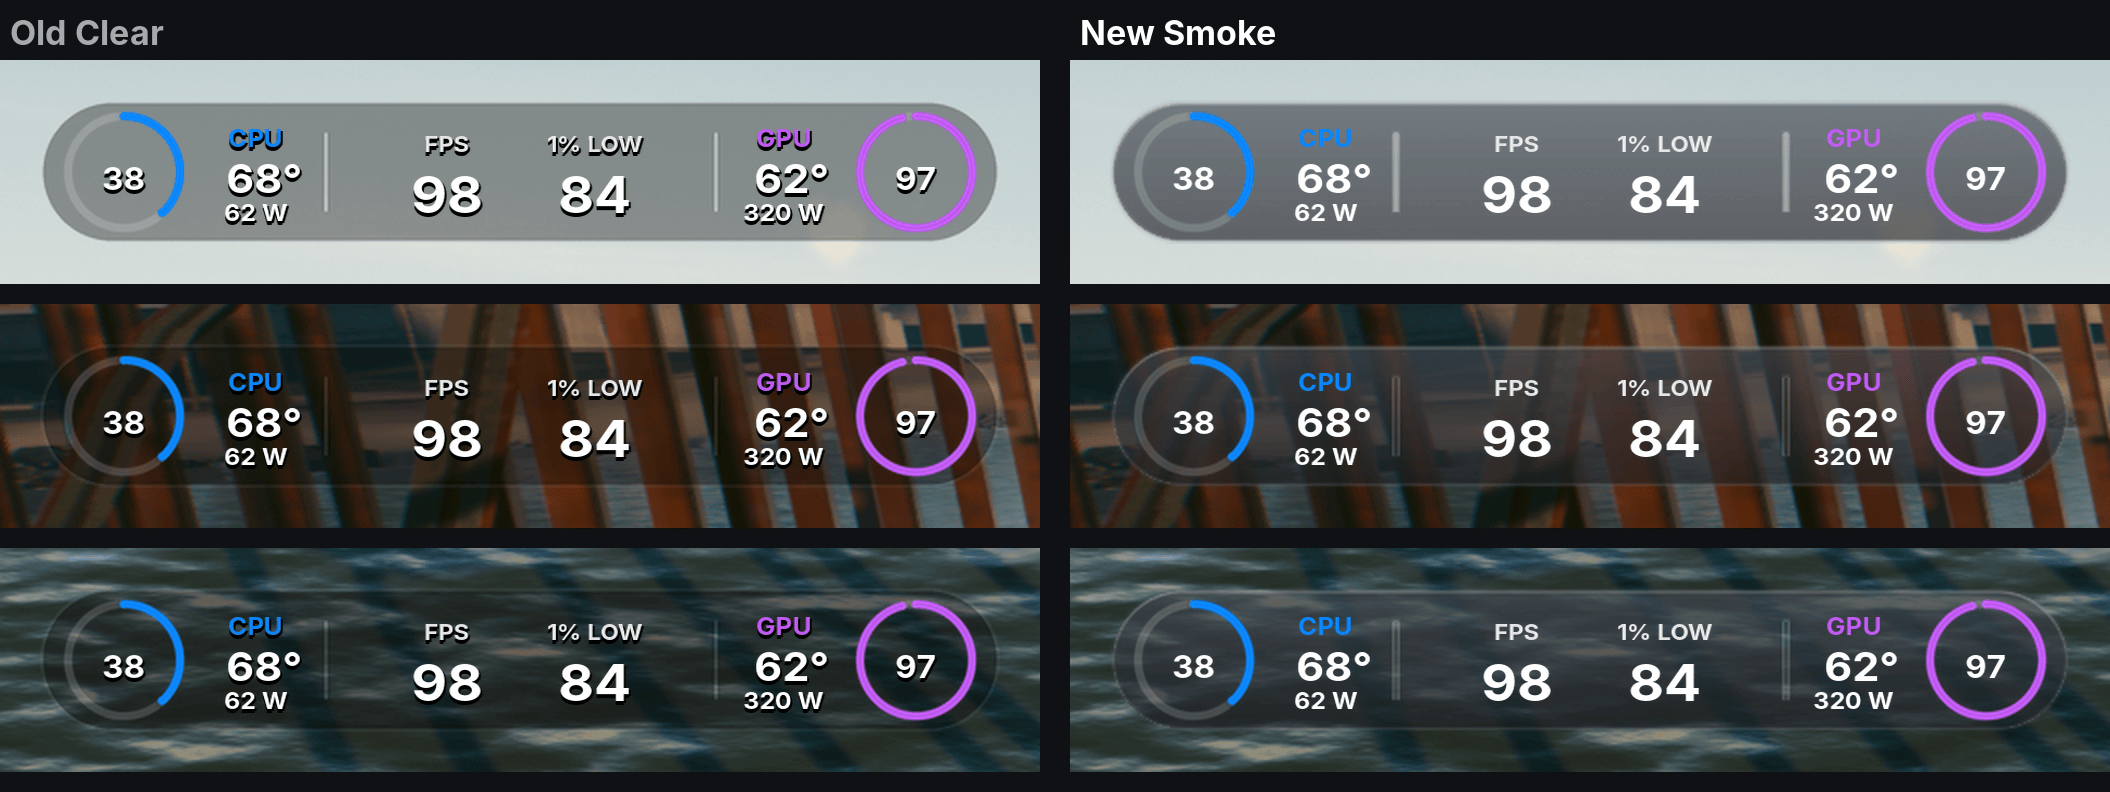 Old Clear
New Smoke
38
CPU
68°
62 W
FPS
98
1% LOW
84
GPU
62°
320 W
97
38
CPU
68°
62 W
FPS
98
1% LOW
84
GPU
62°
320 W
97
38
CPU
68°
62 W
FPS
98
1% LOW
84
GPU
62°
320 W
97
38
CPU
68°
62 W
FPS
98
1% LOW
84
GPU
62°
320 W
97
38
CPU
68°
62 W
FPS
98
1% LOW
84
GPU
62°
320 W
97
38
CPU
68°
62 W
FPS
98
1% LOW
84
GPU
62°
320 W
97